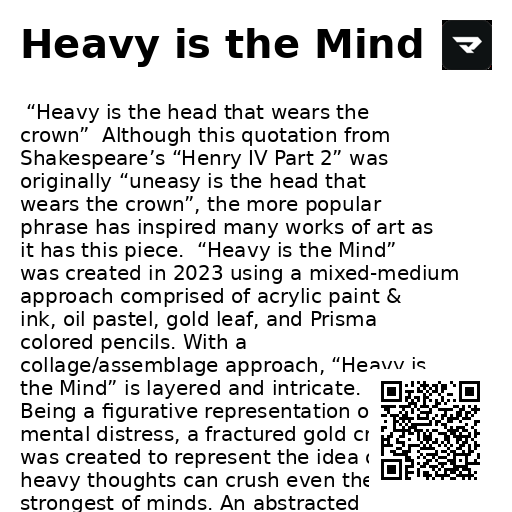 Heavy is the Mind
“Heavy is the head that wears the
crown”  Although this quotation from
Shakespeare’s “Henry IV Part 2” was
originally “uneasy is the head that
wears the crown”, the more popular
phrase has inspired many works of art as
it has this piece.  “Heavy is the Mind”
was created in 2023 using a mixed-medium
approach comprised of acrylic paint &
ink, oil pastel, gold leaf, and Prisma
colored pencils. With a
collage/assemblage approach, “Heavy is
the Mind” is layered and intricate.
Being a figurative representation
mental distress, a fractured gold
was created to represent the idea
heavy thoughts can crush even the
strongest of minds. An abstracted